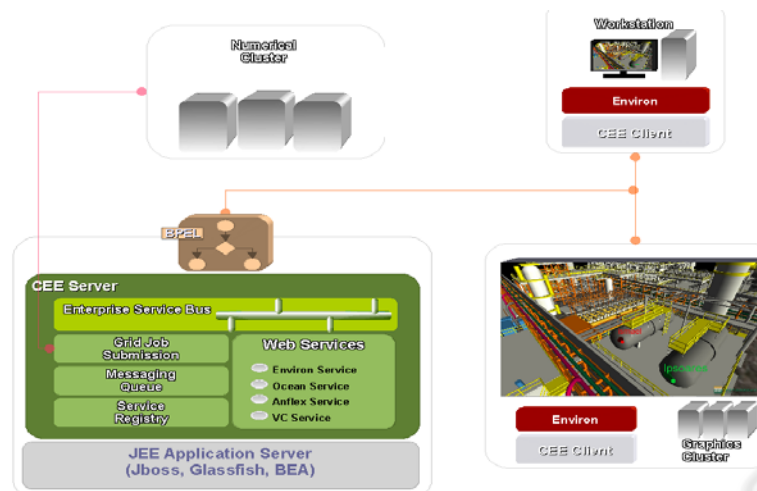 Numerical
Cluster
Workstation
Environ
CEE Client
BPEL
CEE Server
Enterprise Service Bus
Grid Job
Submission
Messaging
Queue
Service
Registry
Web Services
Environ Service
Ocean Service
Anflex Service
VC Service
JEE Application Server
(Jboss, Glassfish, BEA)
Environ
CEE Client
Graphics
Cluster